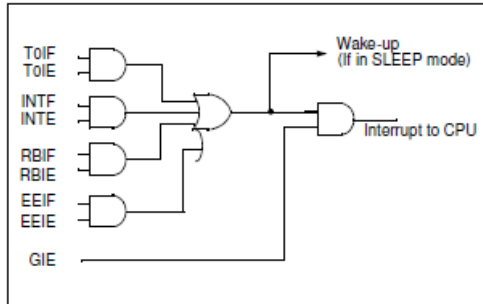 T0IF
T0IE
INTF
INTE
RBIF
RBIE
EEIF
EEIE
GIE
Wake-up
(If in SLEEP mode)
Interrupt to CPU